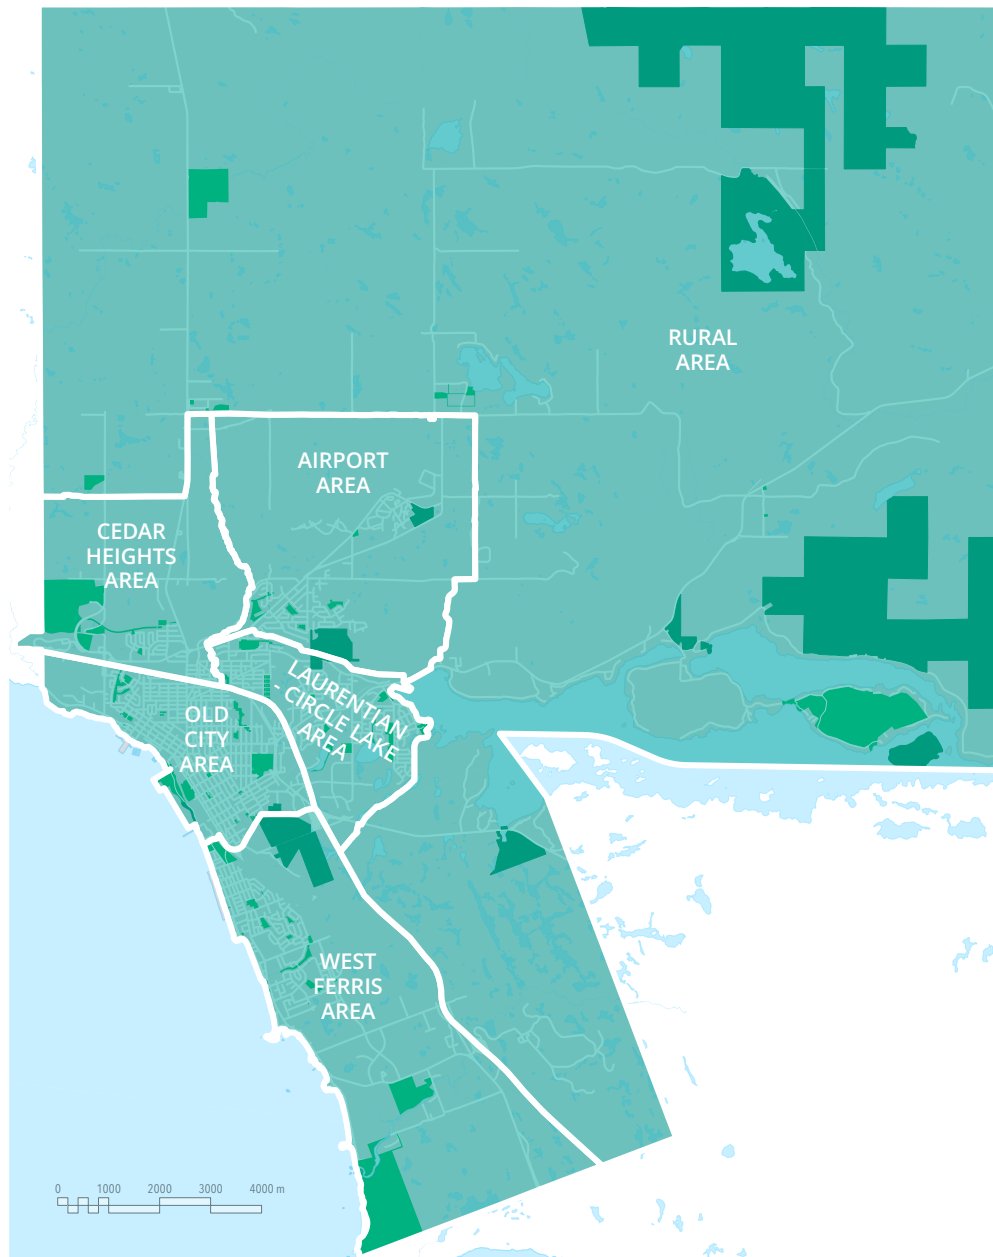 RURAL
AREA
AIRPORT
AREA
CEDAR
HEIGHTS
AREA
LAURENTIAN
- CIRCLE LAKE
AREA
OLD
CITY
AREA
WEST
FERRIS
AREA
0 1000 2000 3000 4000 m